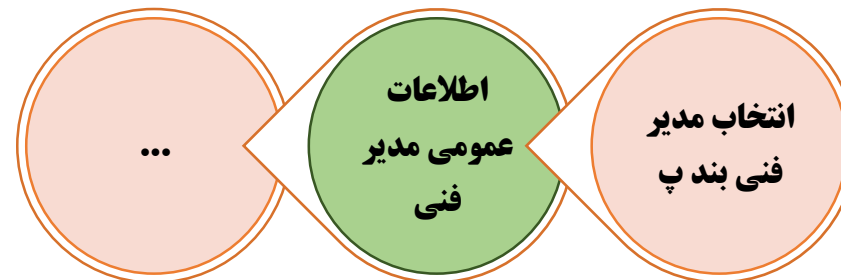 انتخاب مدیر
فنی بند پ
اطلاعات
عمومی مدیر
فنی
...